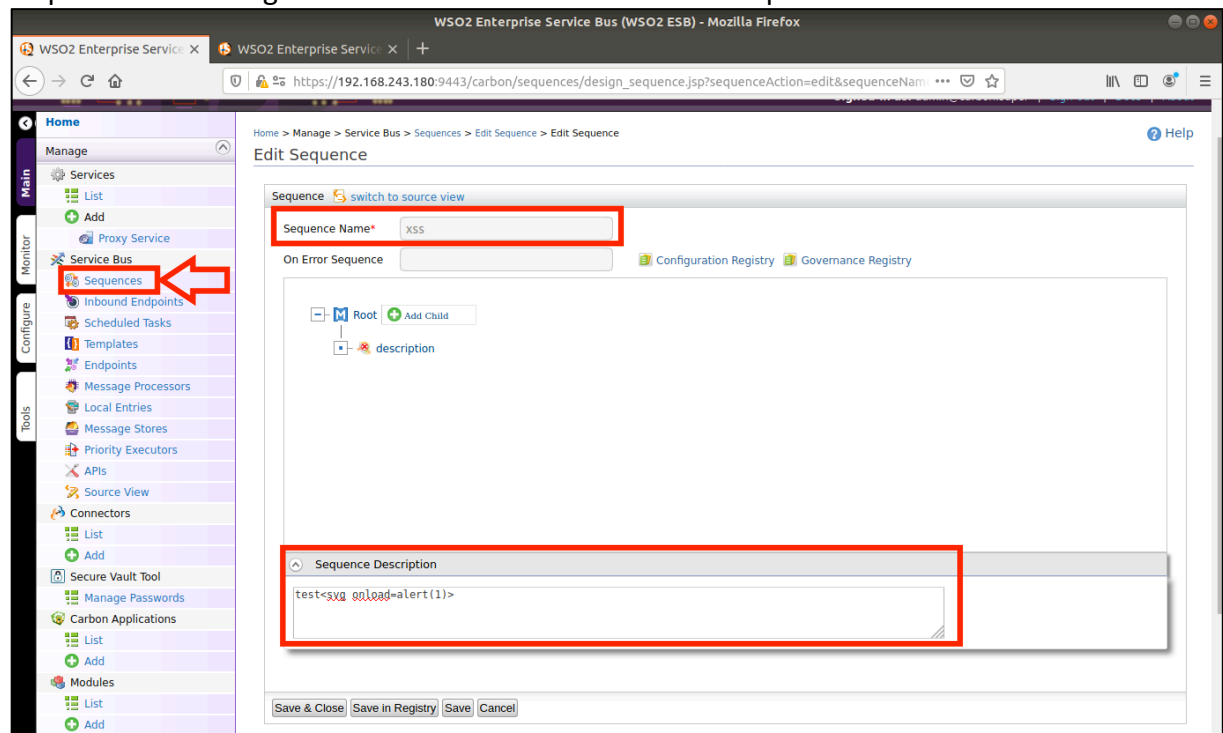 WSO2 Enterprise Service Bus (WSO2 ESB) - Mozilla Firefox
WSO2 Enterprise Service
WSO2 Enterprise Service
https://192.168.243.180:9443/carbon/sequences/design_sequence.jsp?sequenceAction=edit&sequenceNam
Main
Monitor
Configure
Tools
Home
Manage
Services
List
Add
Proxy Service
Service Bus
Sequences
Inbound Endpoints
Scheduled Tasks
Templates
Endpoints
Message Processors
Local Entries
Message Stores
Priority Executors
APIs
Source View
Connectors
List
Add
Secure Vault Tool
Manage Passwords
Carbon Applications
List
Add
Modules
List
Add
Home > Manage > Service Bus > Sequences > Edit Sequence > Edit Sequence
Help
Edit Sequence
Sequence switch to source view
Sequence Name* xss
On Error Sequence Configuration Registry Governance Registry
Root Add Child
description
Sequence Description
test<svg onload=alert(1)>
Save & Close Save in Registry Save Cancel